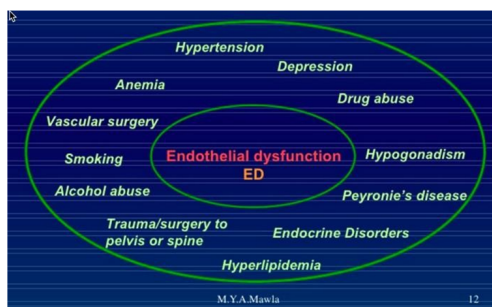 Hypertension
Depression
Anemia
Drug abuse
Vascular surgery
Endothelial dysfunction
ED
Smoking
Hypogonadism
Alcohol abuse
Peyronie's disease
Trauma/surgery to
pelvis or spine
Endocrine Disorders
Hyperlipidemia
M.Y.A.Mawla
12